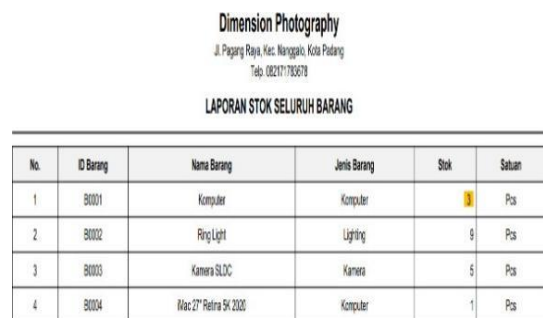 Dimension Photography
Jl. Pagang Raya, Kec. Nanggalo, Kota Padang
Telp. 082171783678
LAPORAN STOK SELURUH BARANG
No. ID Barang Nama Barang Jenis Barang Stok Satuan
1 B0001 Komputer Komputer 3 Pcs
2 B0002 Ring Light Lighting 9 Pcs
3 B0003 Kamera SLDC Kamera 5 Pcs
4 B0004 iMac 27" Retina 5K 2020 Komputer 1 Pcs